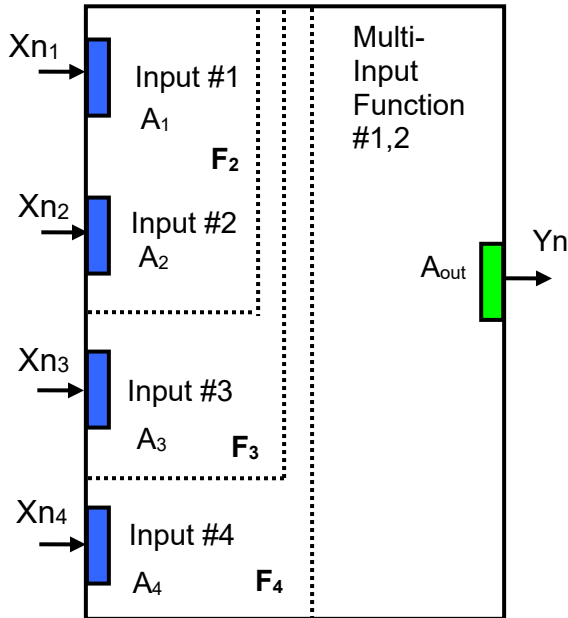 Xn₁
Input #1
A₁
F₂
Xn₂
Input #2
A₂
Xn₃
Input #3
A₃
F₃
Xn₄
Input #4
A₄
F₄
Multi-
Input
Function
#1,2
Aout
Yn